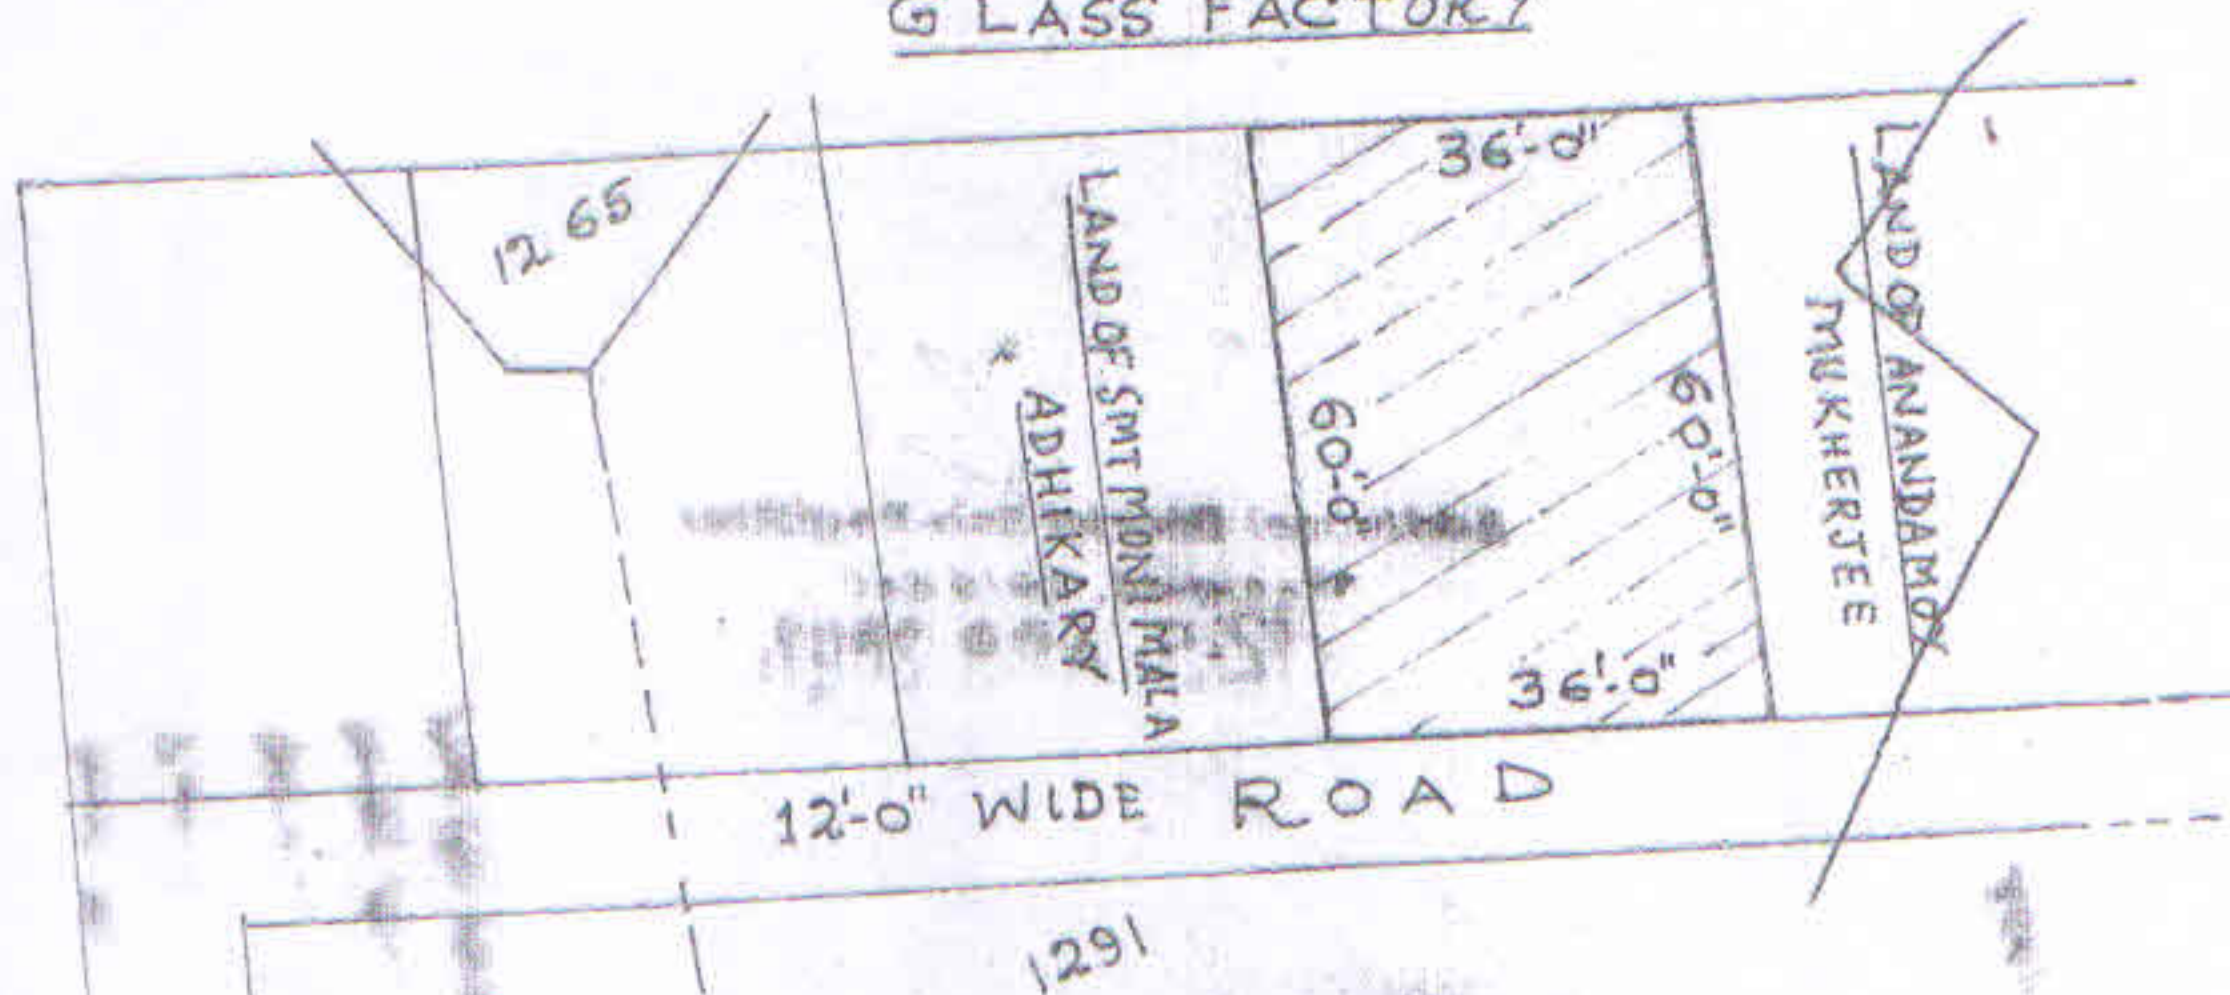 GLASS FACTORY
1265
36'-0"
LAND OF SMT MONI MALA
ADHIKARY
60'-0"
60'-0"
LAND OF ANANDAMOY
MUKHERJEE
36'-0"
12'-0" WIDE ROAD
1291